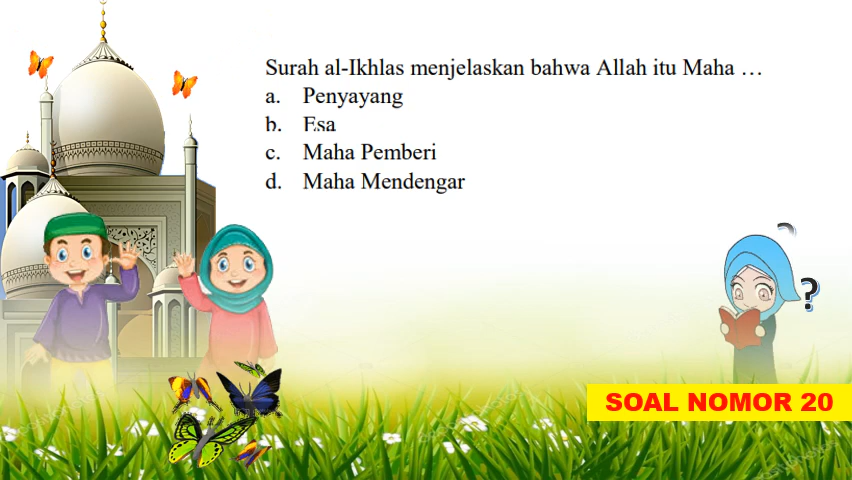 Surah al-Ikhlas menjelaskan bahwa Allah itu Maha …
a. Penyayang
b. Esa
c. Maha Pemberi
d. Maha Mendengar
?
SOAL NOMOR 20